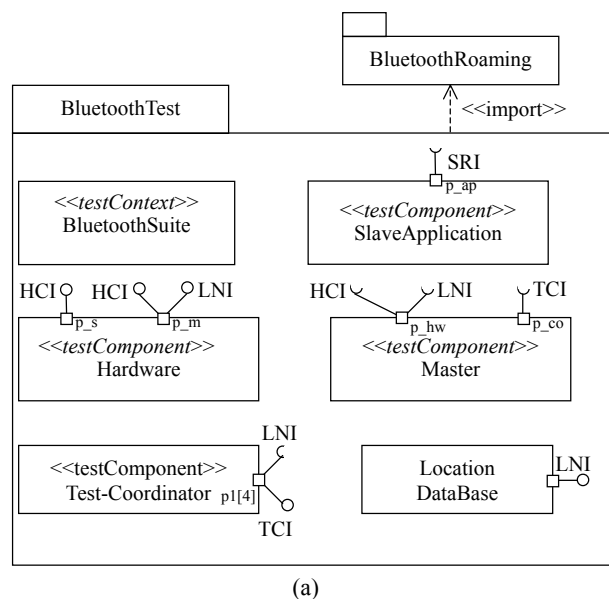 BluetoothRoaming
BluetoothTest
<<import>>
SRI
p_ap
<<testContext>>
BluetoothSuite
<<testComponent>>
SlaveApplication
HCI
HCI
LNI
HCI
LNI
TCI
p_s
p_m
p_hw
p_co
<<testComponent>>
Hardware
<<testComponent>>
Master
LNI
<<testComponent>>
Test-Coordinator
p1[4]
TCI
Location
DataBase
LNI
(a)